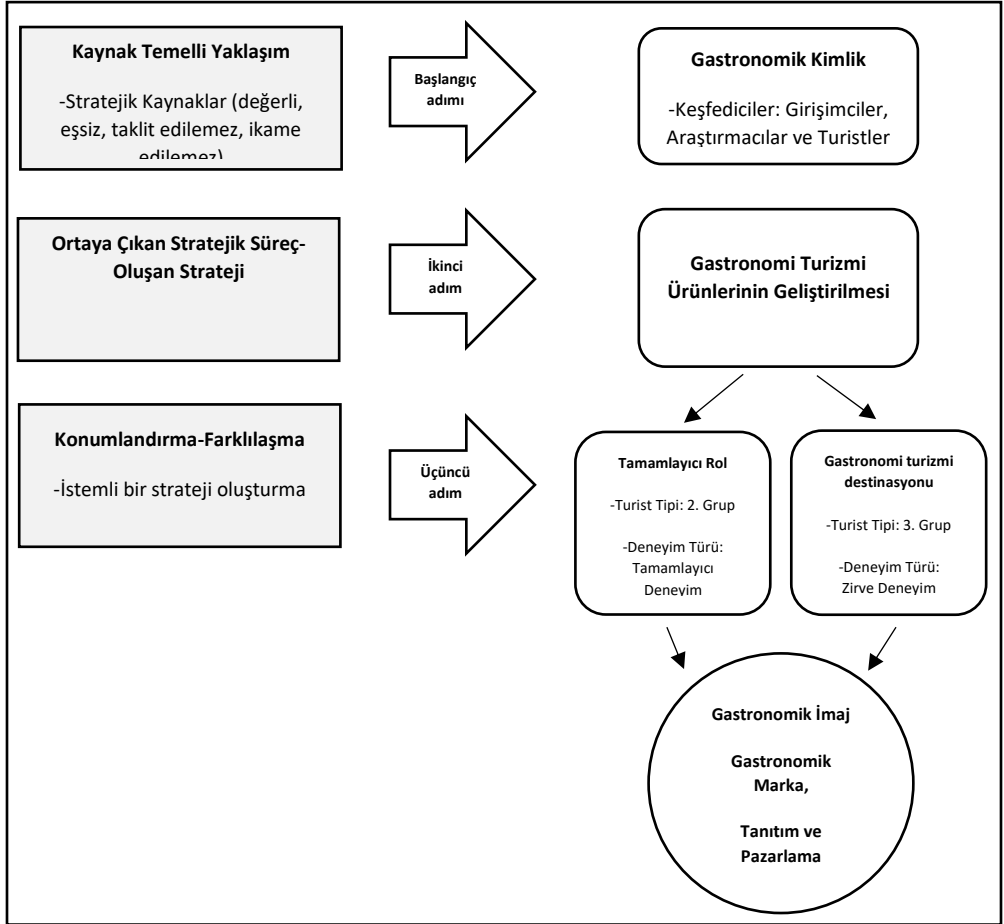 Kaynak Temelli Yaklaşım
-Stratejik Kaynaklar (değerli,
eşsiz, taklit edilemez, ikame
edilemez)
Başlangıç
adımı
Gastronomik Kimlik
-Keşfediciler: Girişimciler,
Araştırmacılar ve Turistler
Ortaya Çıkan Stratejik Süreç-
Oluşan Strateji
İkinci
adım
Gastronomi Turizmi
Ürünlerinin Geliştirilmesi
Konumlandırma-Farklılaşma
-İstemli bir strateji oluşturma
Üçüncü
adım
Tamamlayıcı Rol
-Turist Tipi: 2. Grup
-Deneyim Türü:
Tamamlayıcı
Deneyim
Gastronomi turizmi
destinasyonu
-Turist Tipi: 3. Grup
-Deneyim Türü:
Zirve Deneyim
Gastronomik İmaj
Gastronomik
Marka,
Tanıtım ve
Pazarlama